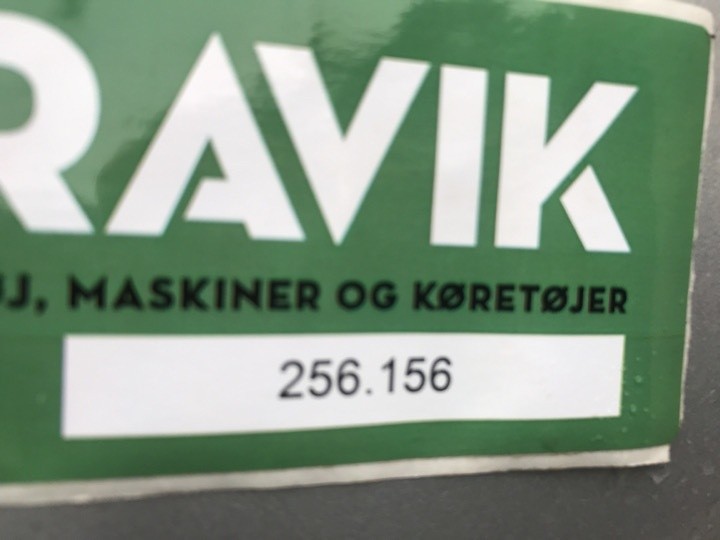 RAVIK
J, MASKINER OG KØRETØJER
256.156